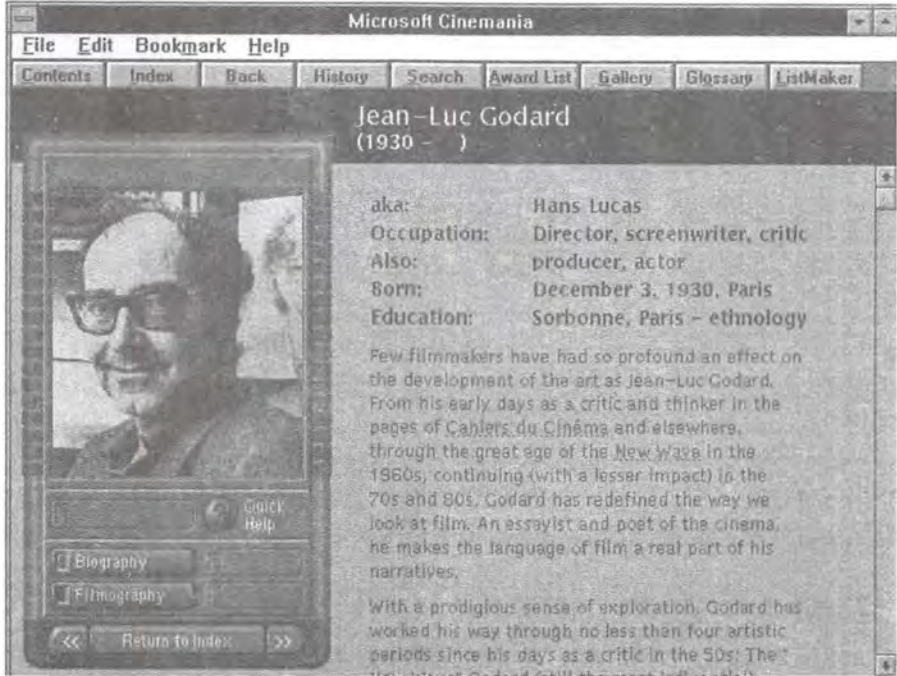 Microsoft Cinemania
File Edit Bookmark Help
Contents Index Back History Search Award List Gallery Glossary ListMaker
Jean-Luc Godard
(1930 - )
aka: Hans Lucas
Occupation: Director, screenwriter, critic
Also: producer, actor
Born: December 3, 1930, Paris
Education: Sorbonne, Paris - ethnology
Few filmmakers have had so profound an effect on
the development of the art as Jean-Luc Godard.
From his early days as a critic and thinker in the
pages of Cahiers du Cinéma and elsewhere,
through the great age of the New Wave in the
1960s, continuing (with a lesser impact) in the
70s and 80s, Godard has redefined the way we
look at film. An essayist and poet of the cinema,
he makes the language of film a real part of his
narratives.
With a prodigious sense of exploration, Godard has
worked his way through no less than four artistic
periods since his days as a critic in the 50s: The
Quick
Help
Biography
Filmography
<< Return to Index >>